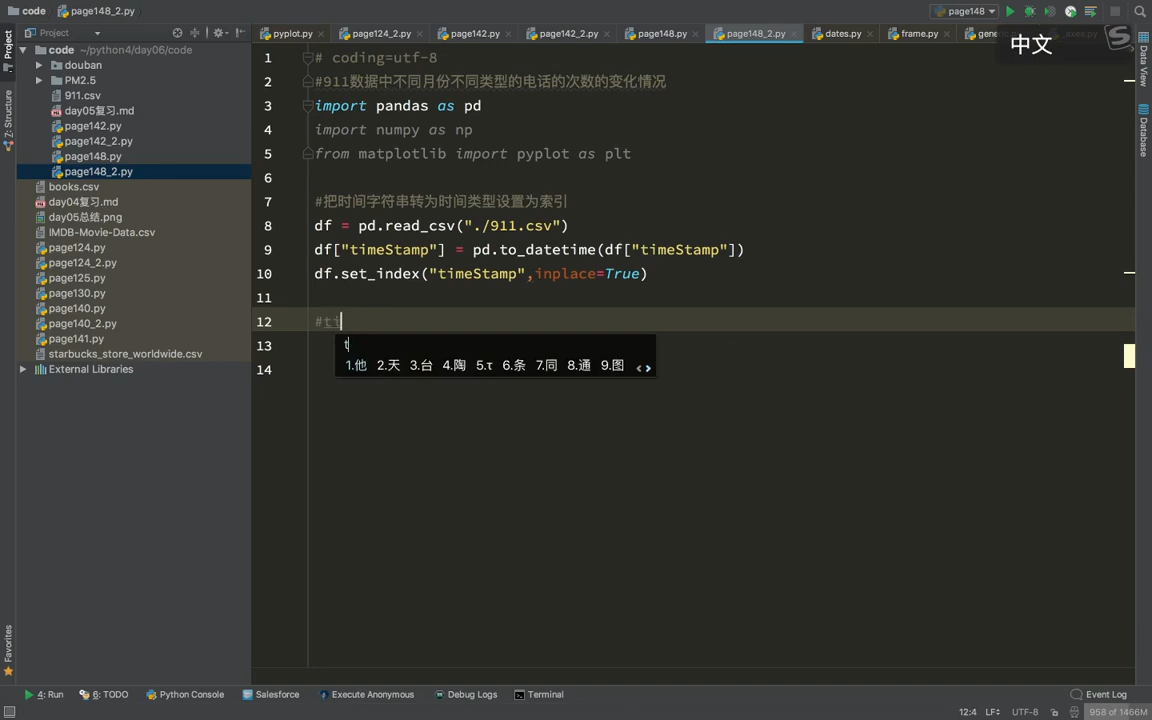 code page148_2.py page148
中文
Project
pyplot.py page124_2.py page142.py page142_2.py page148.py page148_2.py dates.py frame.py
code ~/python4/day06/code
douban
PM2.5
911.csv
day05复习.md
page142.py
page142_2.py
page148.py
page148_2.py
books.csv
day04复习.md
day05总结.png
IMDB-Movie-Data.csv
page124.py
page124_2.py
page125.py
page130.py
page140.py
page140_2.py
page141.py
starbucks_store_worldwide.csv
External Libraries
Project
Z: Structure
Favorites
1 # coding=utf-8
2 #911数据中不同月份不同类型的电话的次数的变化情况
3 import pandas as pd
4 import numpy as np
5 from matplotlib import pyplot as plt
6
7 #把时间字符串转为时间类型设置为索引
8 df = pd.read_csv("./911.csv")
9 df["timeStamp"] = pd.to_datetime(df["timeStamp"])
10 df.set_index("timeStamp",inplace=True)
11
12 #ti
13
14
t
1.他 2.天 3.台 4.陶 5.τ 6.条 7.同 8.通 9.图 < >
Data View
Database
4: Run 6: TODO Python Console Salesforce Execute Anonymous Debug Logs Terminal Event Log
12:4 LF÷ UTF-8 958 of 1466M